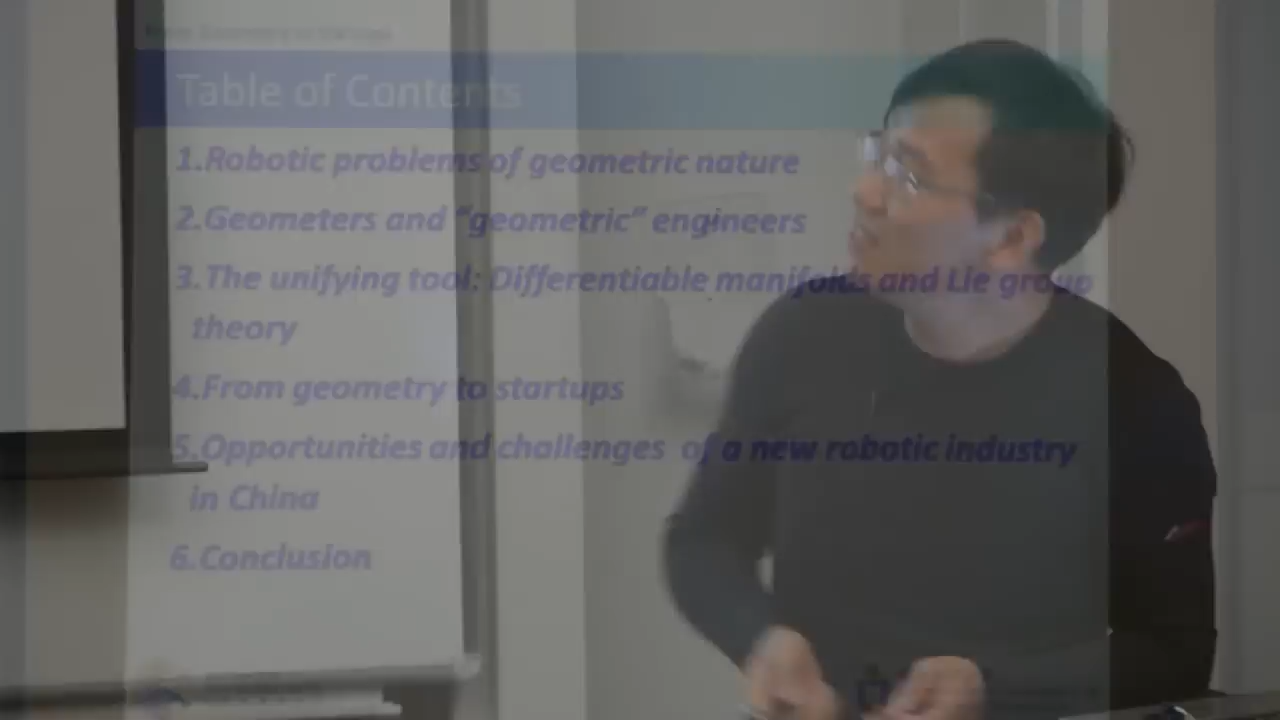 Table of Contents
1.Robotic problems of geometric nature
2.Geometers and “geometric” engineers
3.The unifying tool: Differentiable manifolds and Lie group
theory
4.From geometry to startups
5.Opportunities and challenges of a new robotic industry
in China
6.Conclusion